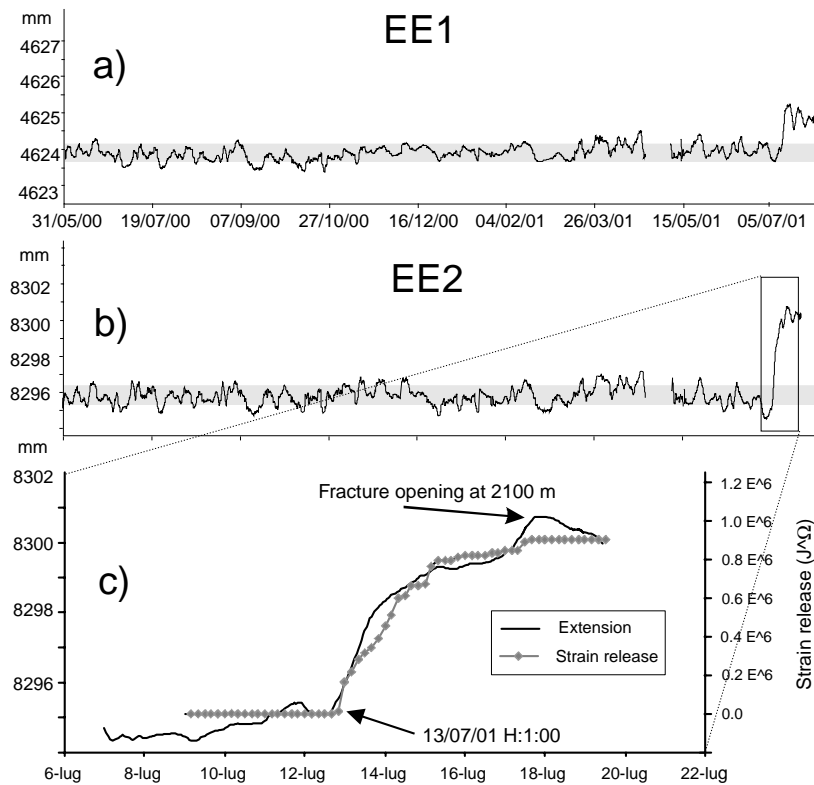 mm
EE1
a)
4627
4626
4625
4624
4623
31/05/00 19/07/00 07/09/00 27/10/00 16/12/00 04/02/01 26/03/01 15/05/01 05/07/01
mm
EE2
b)
8302
8300
8298
8296
mm
8302
8300
8298
8296
c)
Fracture opening at 2100 m
Extension
Strain release
13/07/01 H:1:00
1.2 E^6
1.0 E^6
0.8 E^6
0.6 E^6
0.4 E^6
0.2 E^6
0.0
Strain release (J^Ω)
6-lug 8-lug 10-lug 12-lug 14-lug 16-lug 18-lug 20-lug 22-lug